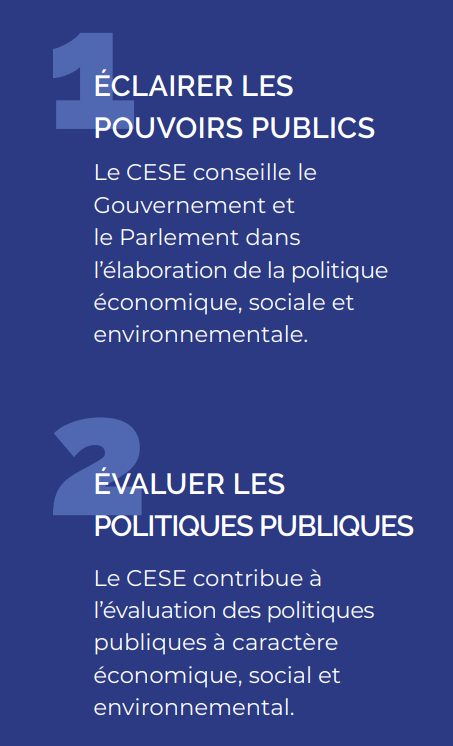 1
ÉCLAIRER LES
POUVOIRS PUBLICS
Le CESE conseille le
Gouvernement et
le Parlement dans
l’élaboration de la politique
économique, sociale et
environnementale.
2
ÉVALUER LES
POLITIQUES PUBLIQUES
Le CESE contribue à
l’évaluation des politiques
publiques à caractère
économique, social et
environnemental.